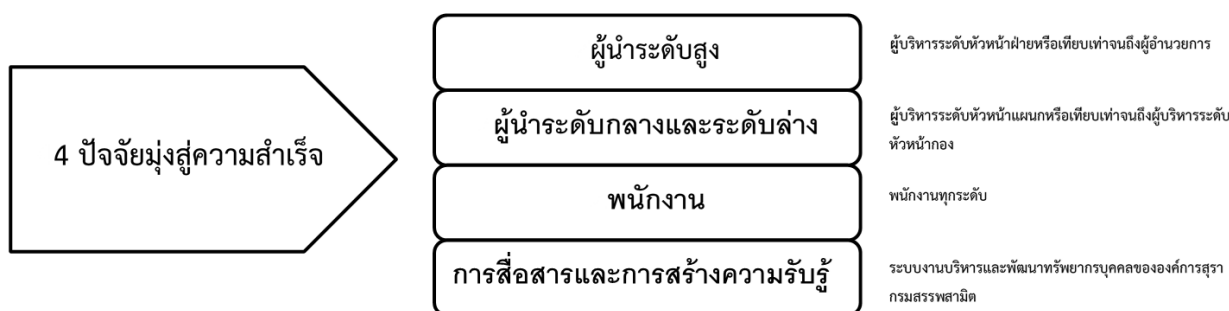 4 ปัจจัยมุ่งสู่ความสำเร็จ
ผู้นำระดับสูง
ผู้บริหารระดับหัวหน้าฝ่ายหรือเทียบเท่าจนถึงผู้อำนวยการ
ผู้นำระดับกลางและระดับล่าง
ผู้บริหารระดับหัวหน้าแผนกหรือเทียบเท่าจนถึงผู้บริหารระดับ
หัวหน้ากอง
พนักงาน
พนักงานทุกระดับ
การสื่อสารและการสร้างความรับรู้
ระบบงานบริหารและพัฒนาทรัพยากรบุคคลขององค์การสุรา
กรมสรรพสามิต